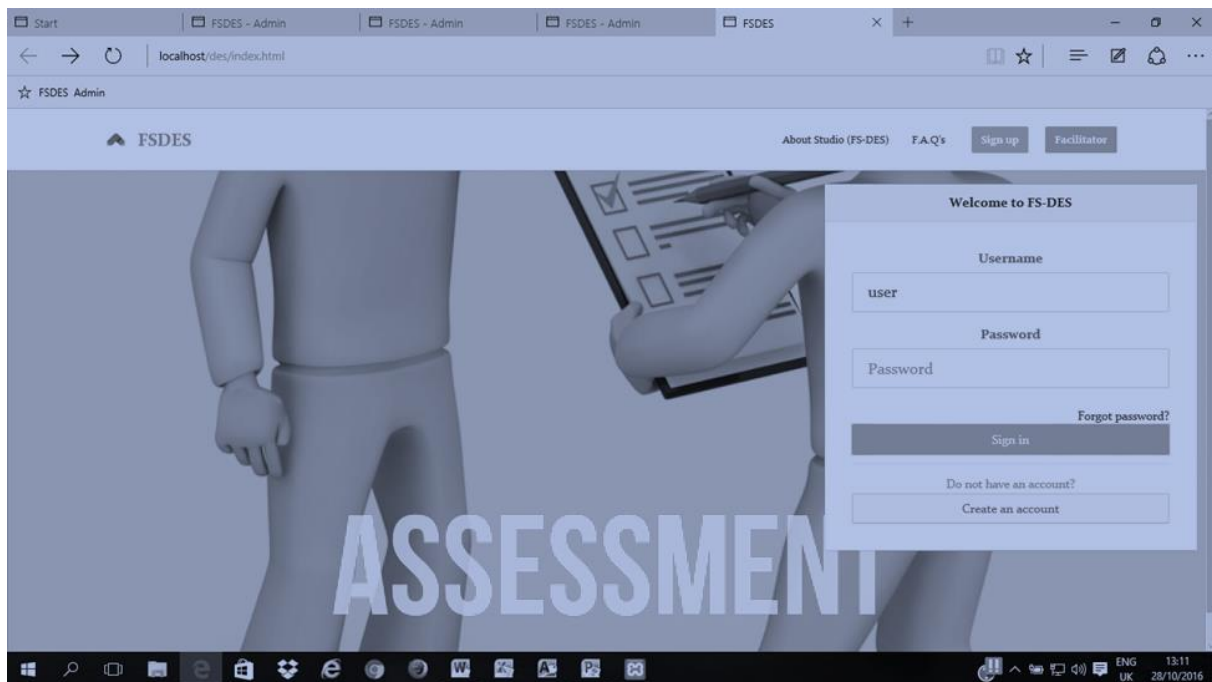 Start
FSDES - Admin
FSDES - Admin
FSDES - Admin
FSDES
localhost/des/index.html
FSDES Admin
FSDES
About Studio (FS-DES)
F.A.Q's
Sign up
Facilitator
Welcome to FS-DES
Username
user
Password
Password
Forgot password?
Sign in
Do not have an account?
Create an account
ASSESSMENT
ENG
UK
13:11
28/10/2016